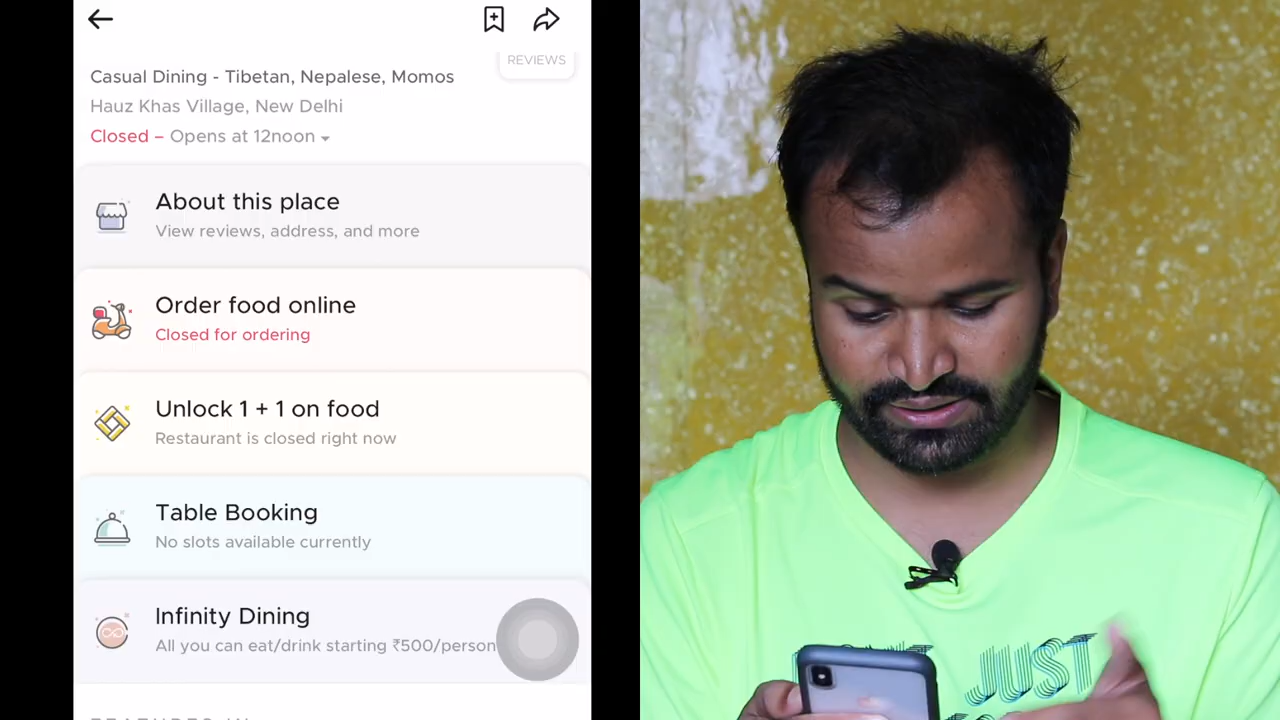 REVIEWS
Casual Dining - Tibetan, Nepalese, Momos
Hauz Khas Village, New Delhi
Closed – Opens at 12noon
About this place
View reviews, address, and more
Order food online
Closed for ordering
Unlock 1 + 1 on food
Restaurant is closed right now
Table Booking
No slots available currently
Infinity Dining
All you can eat/drink starting ₹500/person
JUST